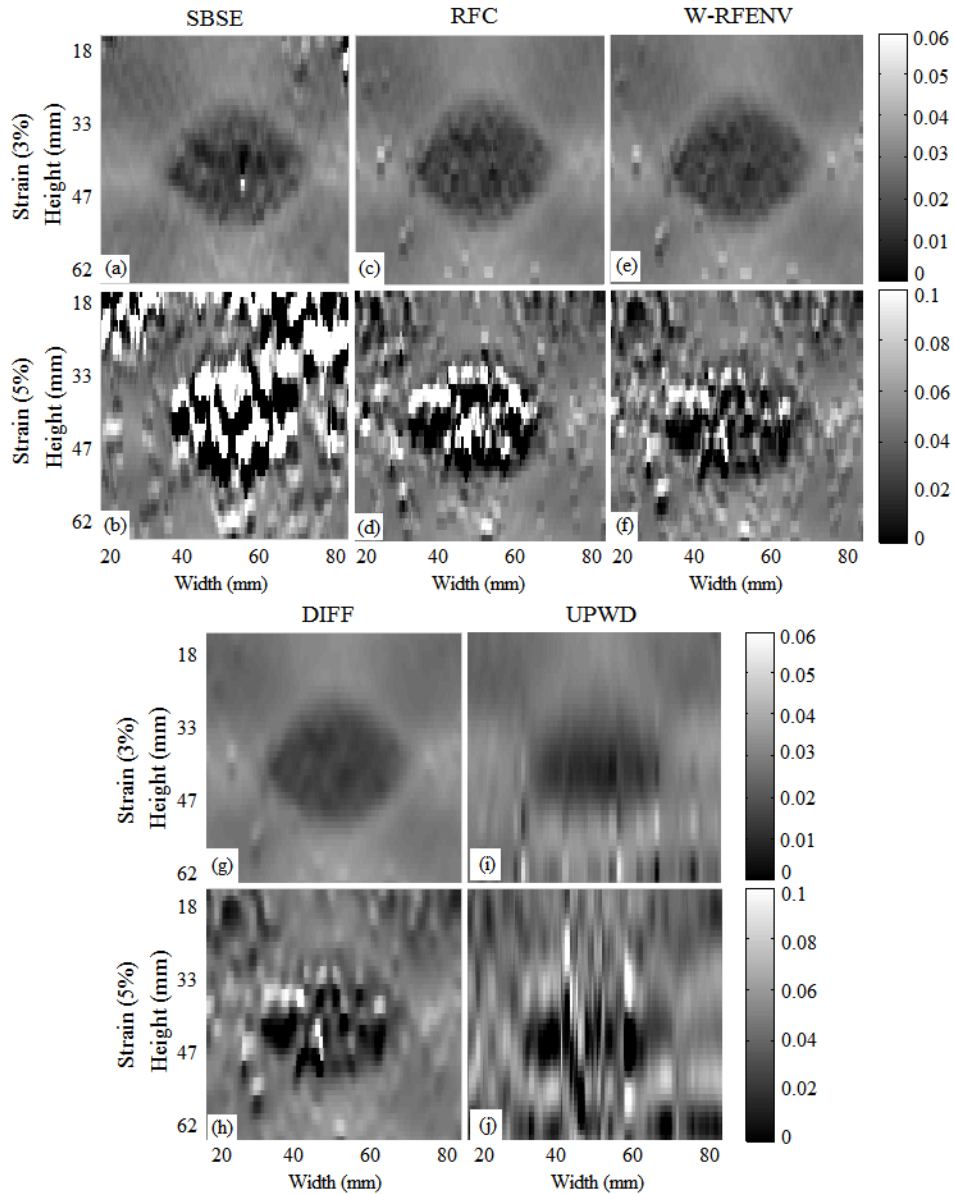 SBSE RFC W-RFENV
Strain (3%)
Height (mm)
18
33
47
62
(a) (c) (e)
0.06
0.05
0.04
0.03
0.02
0.01
0
Strain (5%)
Height (mm)
18
33
47
62
(b) (d) (f)
0.1
0.08
0.06
0.04
0.02
0
20 40 60 80 20 40 60 80 20 40 60 80
Width (mm) Width (mm) Width (mm)
DIFF UPWD
Strain (3%)
Height (mm)
18
33
47
62
(g) (i)
0.06
0.05
0.04
0.03
0.02
0.01
0
Strain (5%)
Height (mm)
18
33
47
62
(h) (j)
0.1
0.08
0.06
0.04
0.02
0
20 40 60 80 20 40 60 80
Width (mm) Width (mm)